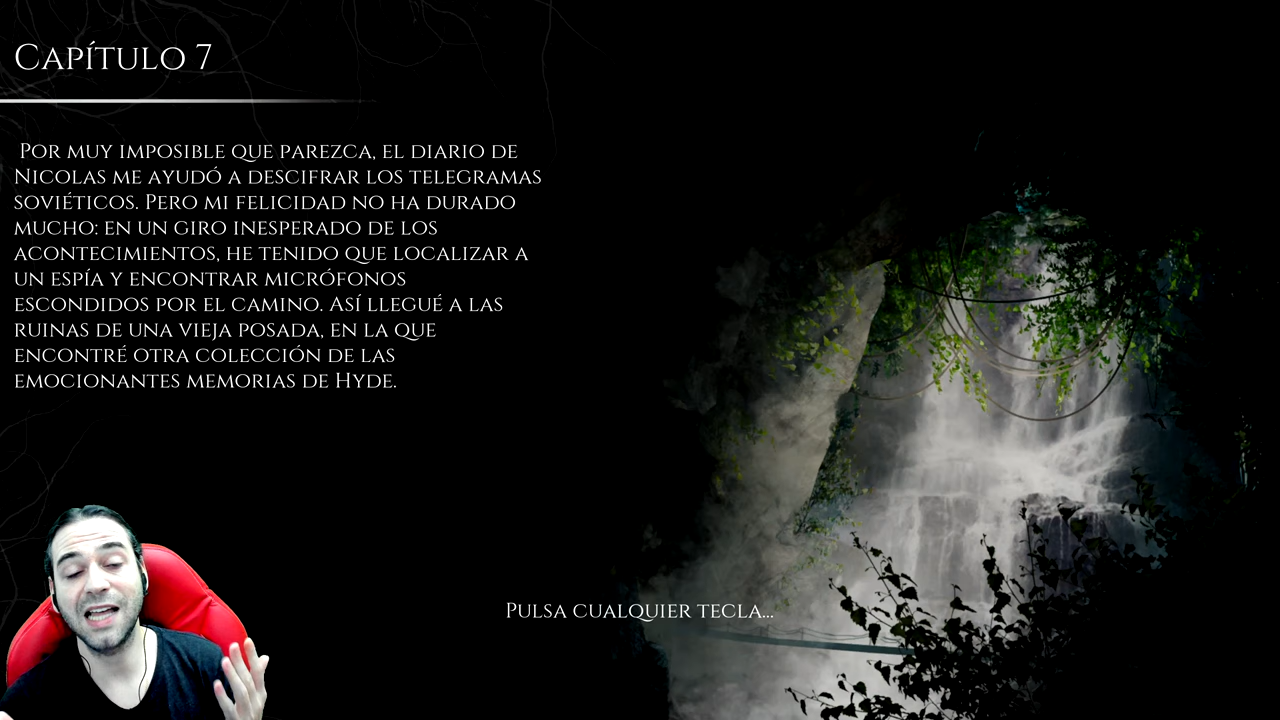 Capítulo 7
Por muy imposible que parezca, el diario de
Nicolas me ayudó a descifrar los telegramas
soviéticos. Pero mi felicidad no ha durado
mucho: en un giro inesperado de los
acontecimientos, he tenido que localizar a
un espía y encontrar micrófonos
escondidos por el camino. Así llegué a las
ruinas de una vieja posada, en la que
encontré otra colección de las
emocionantes memorias de Hyde.
Pulsa cualquier tecla...